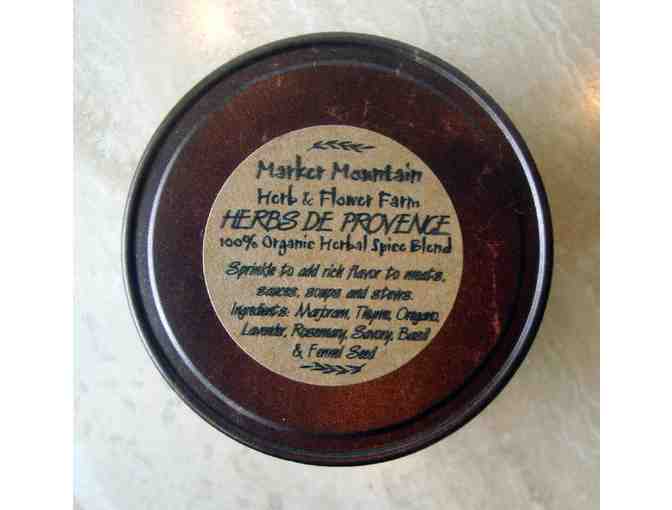 Marker Mountain
Herb & Flower Farm
HERBS DE PROVENCE
100% Organic Herbal Spice Blend
Sprinkle to add rich flavor to meats,
sauces, soups and stews.
Ingredients: Marjoram, Thyme, Oregano,
Lavender, Rosemary, Savory, Basil
& Fennel Seed